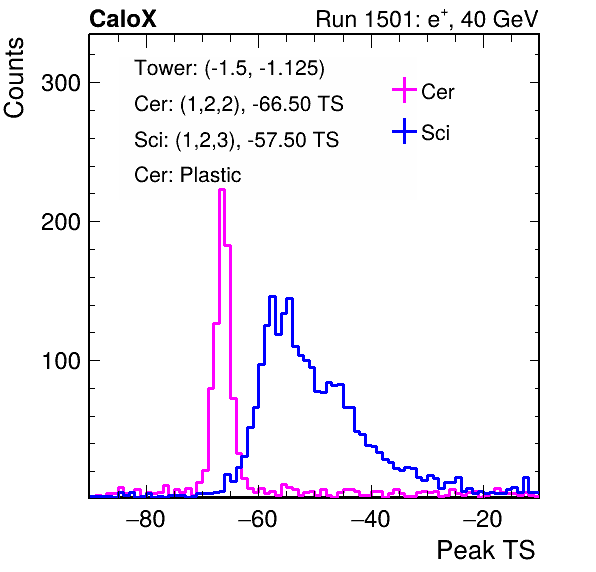 CaloX Run 1501: e⁺, 40 GeV
Counts
Tower: (-1.5, -1.125)
Cer: (1,2,2), -66.50 TS
Sci: (1,2,3), -57.50 TS
Cer: Plastic
Cer
Sci
300
200
100
−80 −60 −40 −20
Peak TS